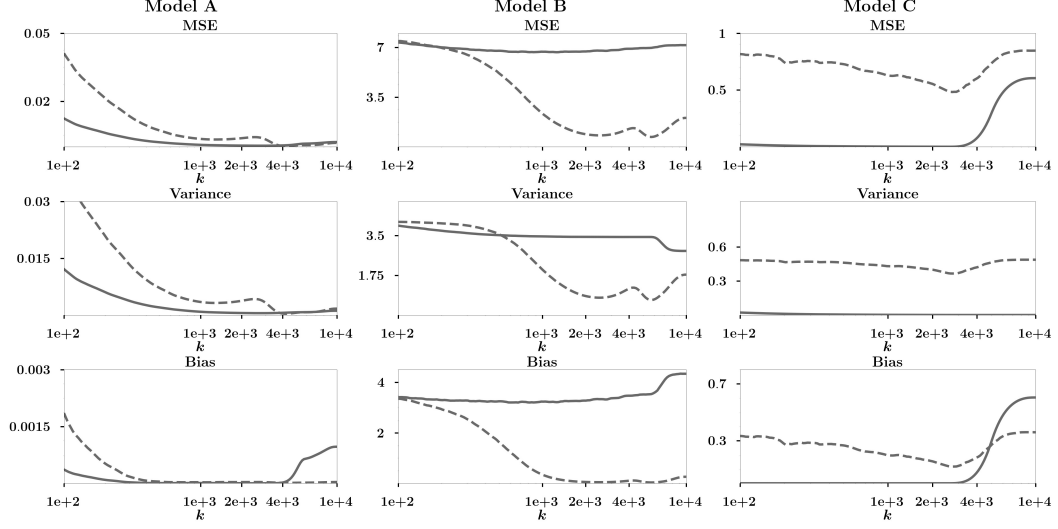 Model A Model B Model C
MSE MSE MSE
0.05 7 1
0.02 3.5 0.5
1e+2 1e+3 2e+3 4e+3 1e+4 1e+2 1e+3 2e+3 4e+3 1e+4 1e+2 1e+3 2e+3 4e+3 1e+4
k k k
Variance Variance Variance
0.03 3.5 0.6
0.015 1.75 0.3
1e+2 1e+3 2e+3 4e+3 1e+4 1e+2 1e+3 2e+3 4e+3 1e+4 1e+2 1e+3 2e+3 4e+3 1e+4
k k k
Bias Bias Bias
0.003 4 0.7
0.0015 2 0.3
1e+2 1e+3 2e+3 4e+3 1e+4 1e+2 1e+3 2e+3 4e+3 1e+4 1e+2 1e+3 2e+3 4e+3 1e+4
k k k